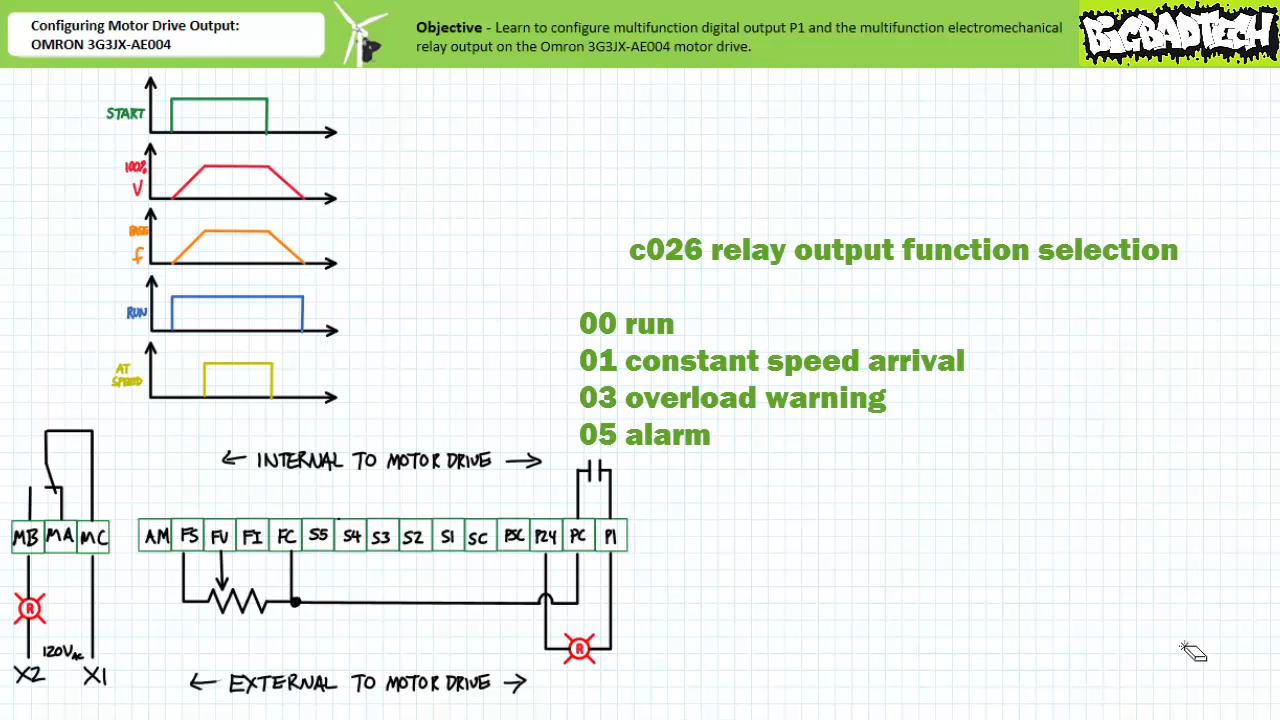 Configuring Motor Drive Output:
OMRON 3G3JX-AE004
Objective - Learn to configure multifunction digital output P1 and the multifunction electromechanical
relay output on the Omron 3G3JX-AE004 motor drive.
BIGBADTECH
START
100%
V
BASE
f
RUN
AT
SPEED
c026 relay output function selection
00 run
01 constant speed arrival
03 overload warning
05 alarm
← INTERNAL TO MOTOR DRIVE →
MB MA MC
AM FS FV FI FC S5 S4 S3 S2 S1 SC PSC P24 PC P1
R
120VAC
X2 X1
R
← EXTERNAL TO MOTOR DRIVE →